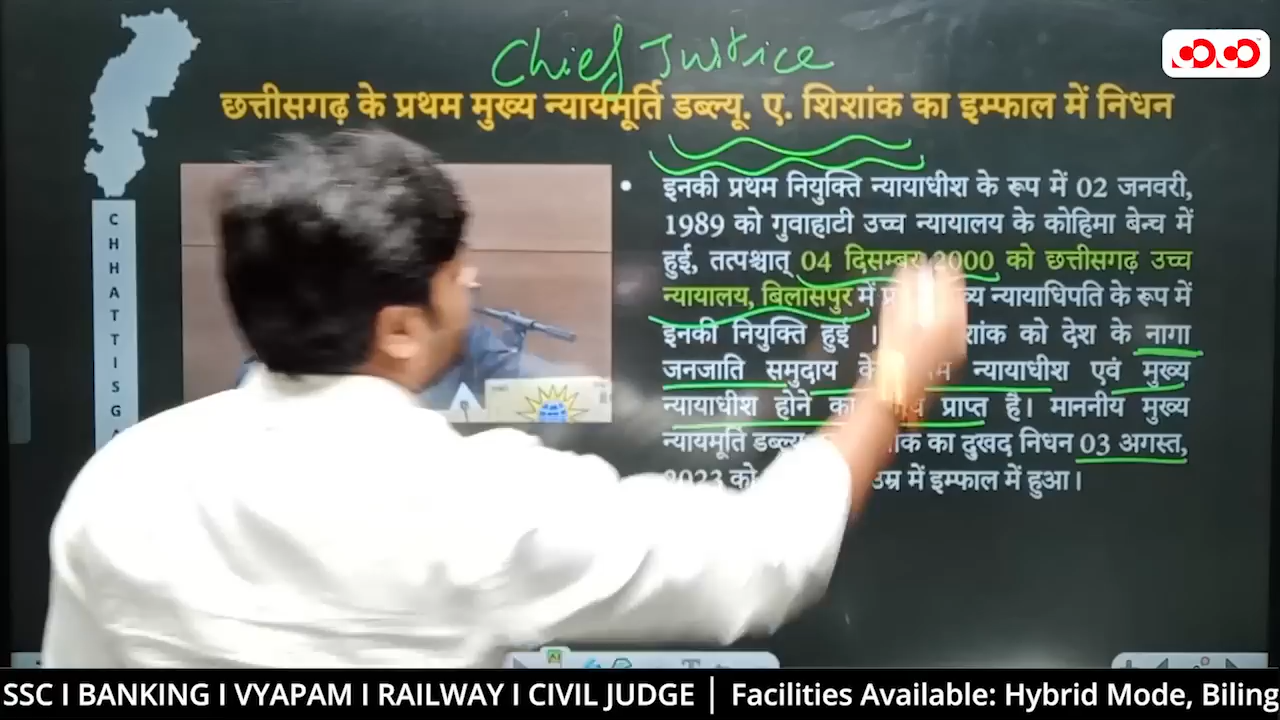 Chief Justice
छत्तीसगढ़ के प्रथम मुख्य न्यायमूर्ति डब्ल्यू. ए. शिशांक का इम्फाल में निधन
इनकी प्रथम नियुक्ति न्यायाधीश के रूप में 02 जनवरी,
1989 को गुवाहाटी उच्च न्यायालय के कोहिमा बेन्च में
हुई, तत्पश्चात् 04 दिसम्बर 2000 को छत्तीसगढ़ उच्च
न्यायालय, बिलासपुर में न्यायाधिपति के रूप में
इनकी नियुक्ति हुई । को देश के नागा
जनजाति समुदाय के न्यायाधीश एवं मुख्य
न्यायाधीश होने का प्राप्त है। माननीय मुख्य
न्यायमूर्ति का दुखद निधन 03 अगस्त,
2023 को उम्र में इम्फाल में हुआ।
CHHATTISG
SSC I BANKING I VYAPAM I RAILWAY I CIVIL JUDGE | Facilities Available: Hybrid Mode, Biling